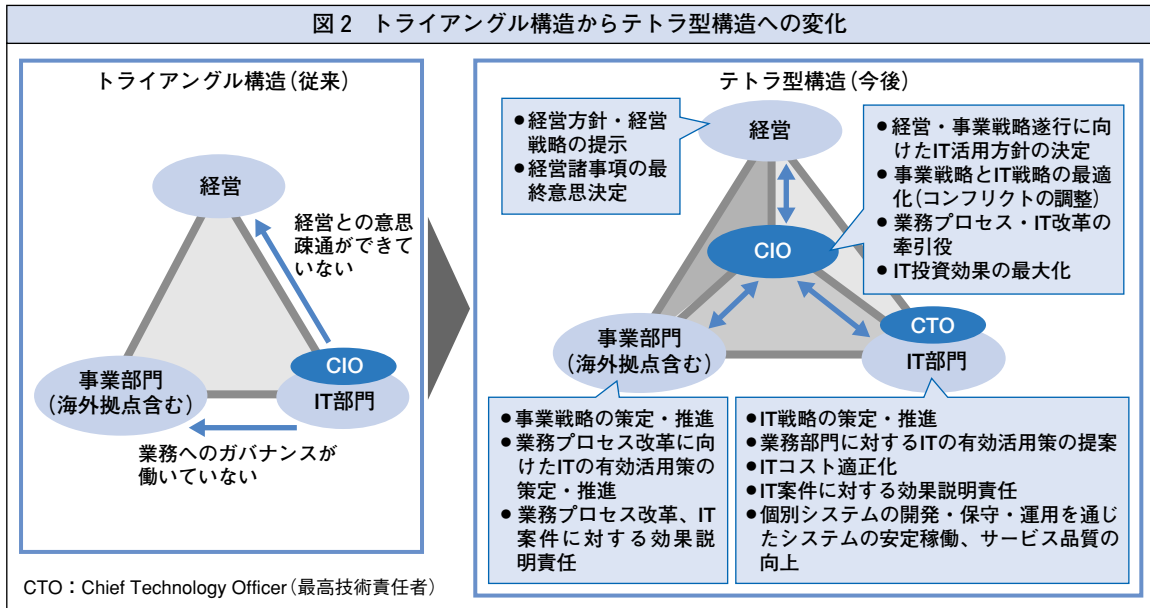 図2 トライアングル構造からテトラ型構造への変化
トライアングル構造（従来）
経営
経営との意思
疎通ができて
いない
CIO
IT部門
事業部門
（海外拠点含む）
業務へのガバナンスが
働いていない
テトラ型構造（今後）
●経営方針・経営
戦略の提示
●経営諸事項の最
終意思決定
経営
●経営・事業戦略遂行に向
けたIT活用方針の決定
●事業戦略とIT戦略の最適
化（コンフリクトの調整）
●業務プロセス・IT改革の
牽引役
●IT投資効果の最大化
CIO
CTO
IT部門
事業部門
（海外拠点含む）
●事業戦略の策定・推進
●業務プロセス改革に向
けたITの有効活用策の
策定・推進
●業務プロセス改革、IT
案件に対する効果説
明責任
●IT戦略の策定・推進
●業務部門に対するITの有効活用策の提案
●ITコスト適正化
●IT案件に対する効果説明責任
●個別システムの開発・保守・運用を通じ
たシステムの安定稼働、サービス品質の
向上
CTO：Chief Technology Officer（最高技術責任者）